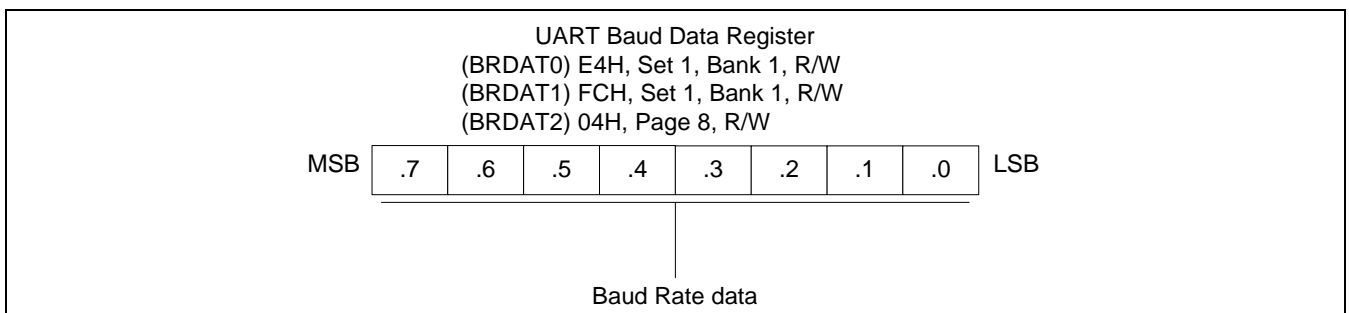 UART Baud Data Register
(BRDAT0) E4H, Set 1, Bank 1, R/W
(BRDAT1) FCH, Set 1, Bank 1, R/W
(BRDAT2) 04H, Page 8, R/W
MSB .7 .6 .5 .4 .3 .2 .1 .0 LSB
Baud Rate data